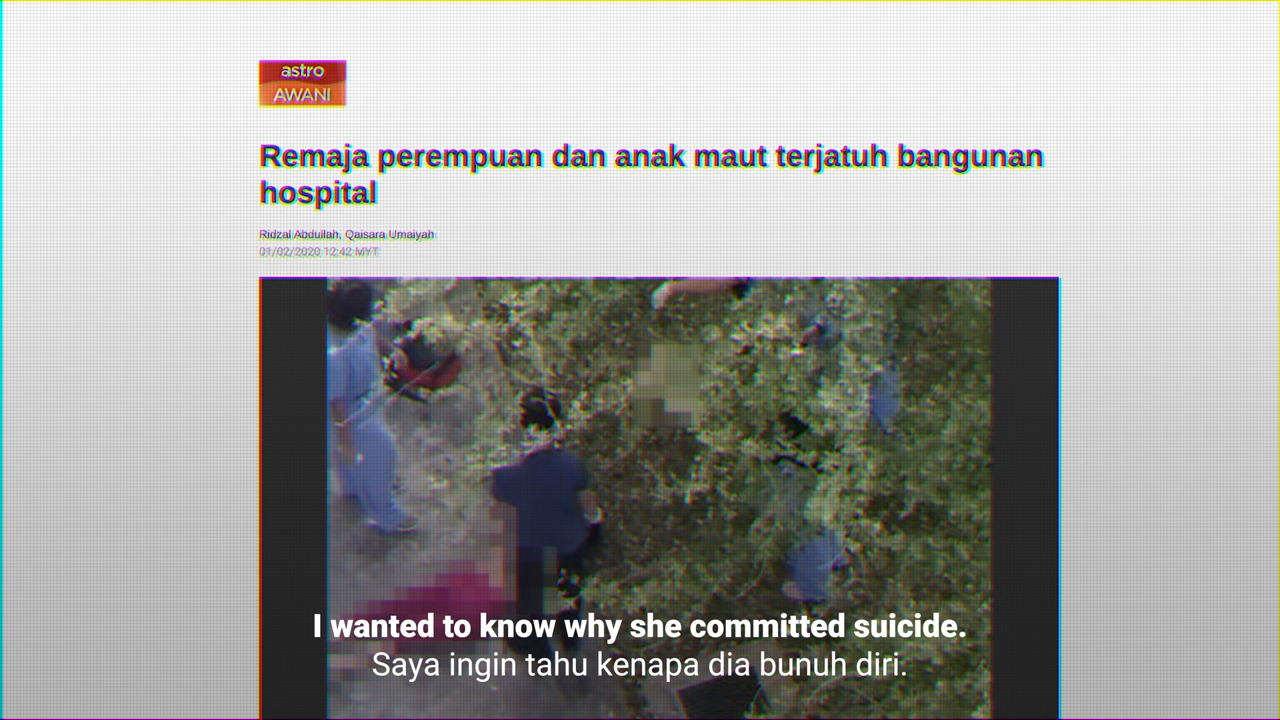 astro
AWANI
Remaja perempuan dan anak maut terjatuh bangunan
hospital
Ridzal Abdullah, Qaisara Umaiyah
01/02/2020 12:42 MYT
I wanted to know why she committed suicide.
Saya ingin tahu kenapa dia bunuh diri.